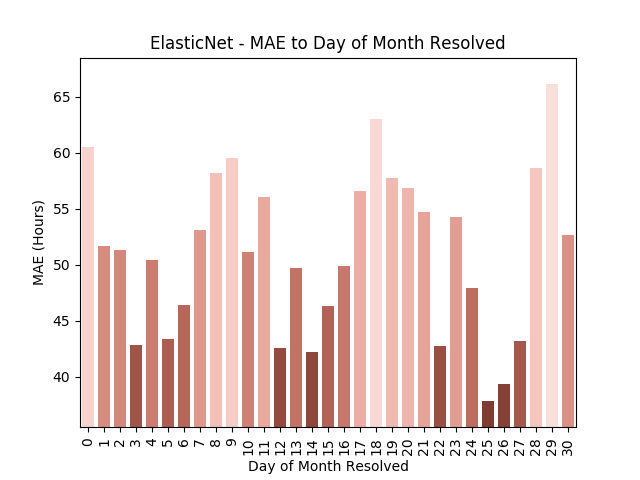 ElasticNet - MAE to Day of Month Resolved
MAE (Hours)
65
60
55
50
45
40
0 1 2 3 4 5 6 7 8 9 10 11 12 13 14 15 16 17 18 19 20 21 22 23 24 25 26 27 28 29 30
Day of Month Resolved